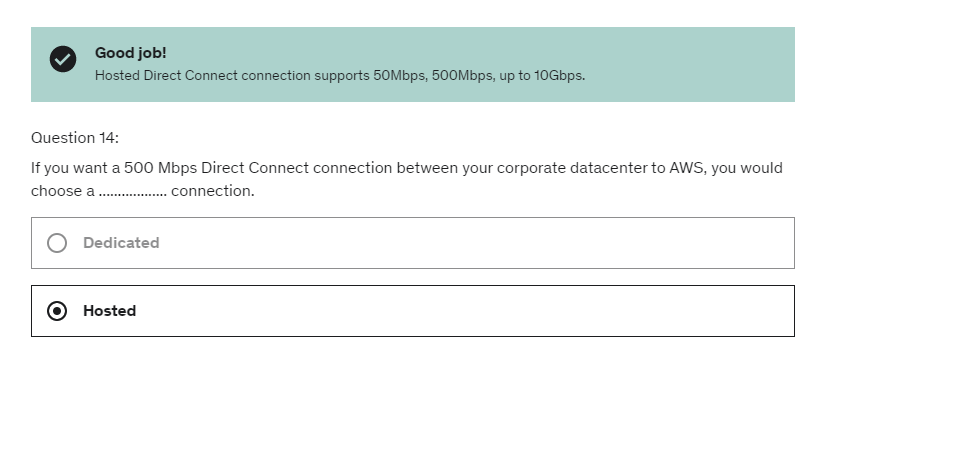 Good job!
Hosted Direct Connect connection supports 50Mbps, 500Mbps, up to 10Gbps.
Question 14:
If you want a 500 Mbps Direct Connect connection between your corporate datacenter to AWS, you would
choose a .................. connection.
Dedicated
Hosted